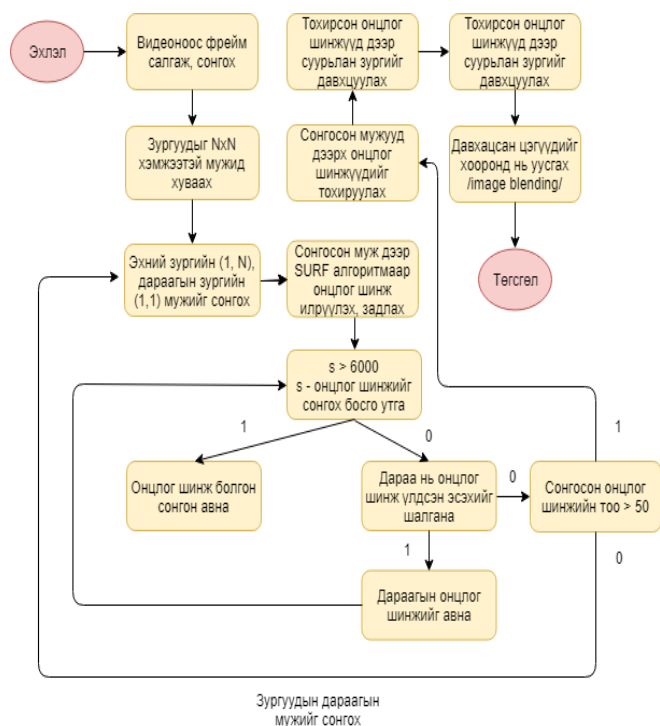 Эхлэл
Видеоноос фрейм
салгаж, сонгох
Зургуудыг NxN
хэмжээтэй мужид
хуваах
Эхний зургийн (1, N),
дараагын зургийн
(1,1) мужийг сонгох
Сонгосон муж дээр
SURF алгоритмаар
онцлог шинж
илрүүлэх, задлах
s > 6000
s - онцлог шинжийг
сонгох босго утга
1
0
Онцлог шинж болгон
сонгон авна
Дараа нь онцлог
шинж үлдсэн эсэхийг
шалгана
0
1
Дараагын онцлог
шинжийг авна
Сонгосон онцлог
шинжийн тоо > 50
1
0
Сонгосон мужууд
дээрх онцлог
шинжүүдийг
тохируулах
Тохирсон онцлог
шинжүүд дээр
суурьлан зургийг
давхцуулах
Тохирсон онцлог
шинжүүд дээр
суурьлан зургийг
давхцуулах
Давхацсан цэгүүдийг
хооронд нь уусгах
/image blending/
Төгсгөл
Зургуудын дараагын
мужийг сонгох